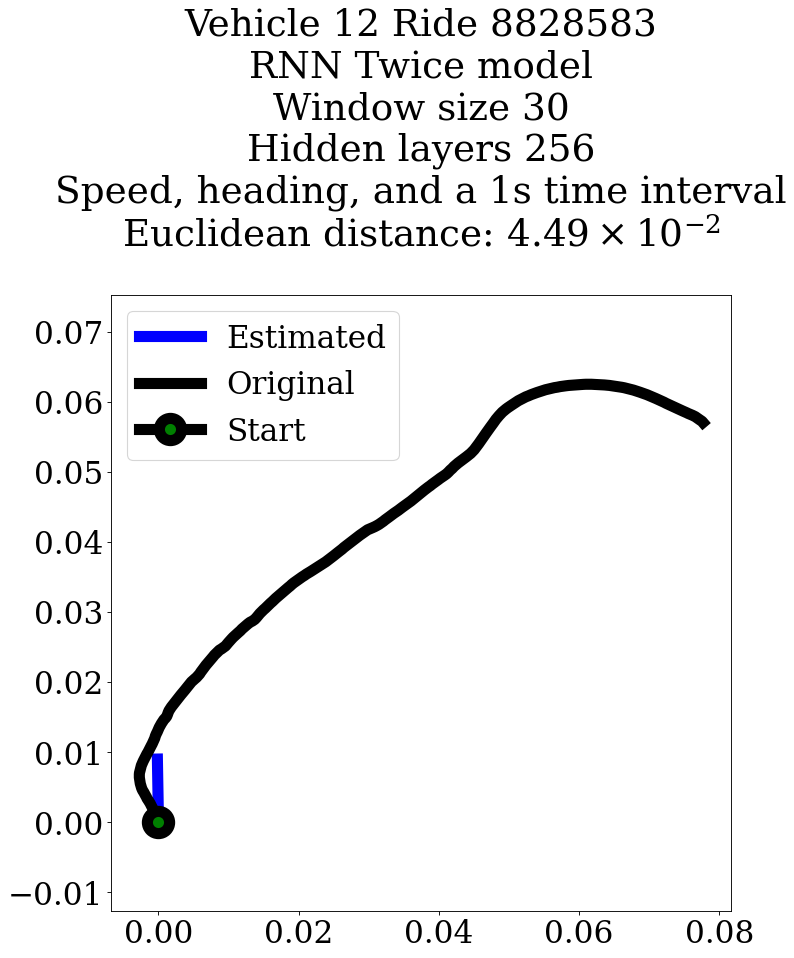 Vehicle 12 Ride 8828583
RNN Twice model
Window size 30
Hidden layers 256
Speed, heading, and a 1s time interval
Euclidean distance: 4.49 × 10⁻²
Estimated
Original
Start
0.07
0.06
0.05
0.04
0.03
0.02
0.01
0.00
−0.01
0.00 0.02 0.04 0.06 0.08